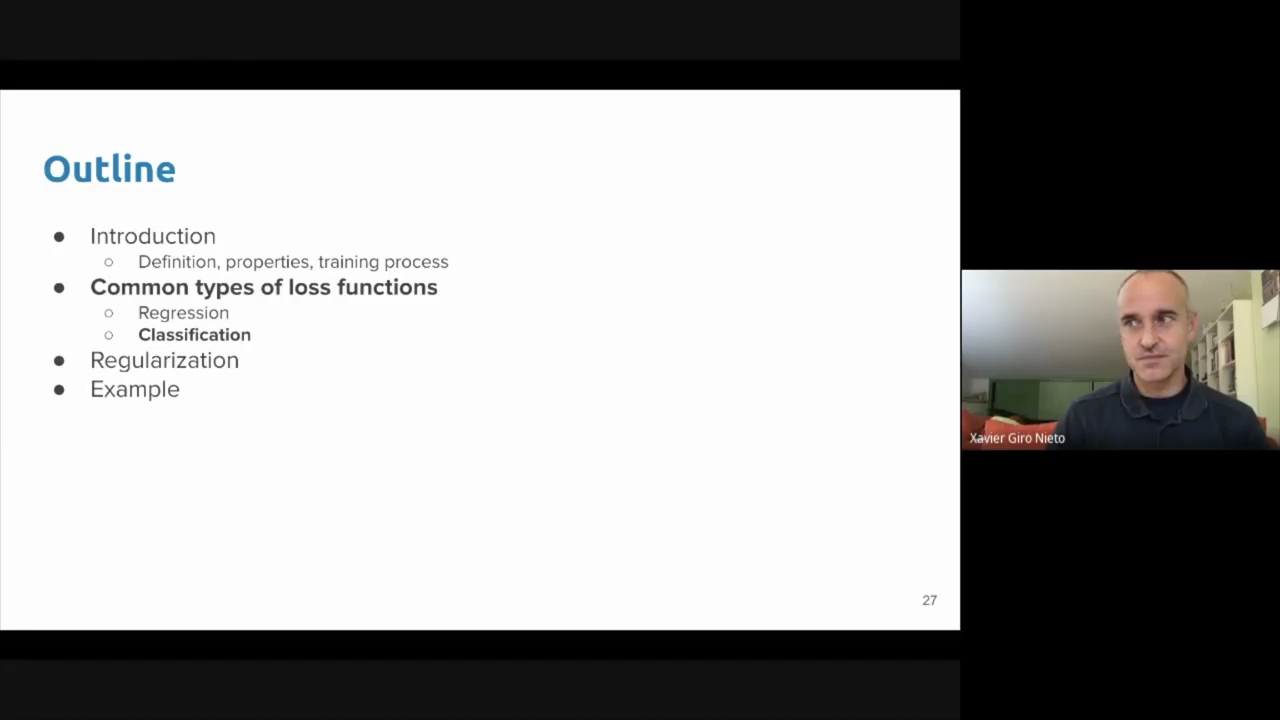 Outline
● Introduction
○ Definition, properties, training process
● Common types of loss functions
○ Regression
○ Classification
● Regularization
● Example
27
Xavier Giro Nieto